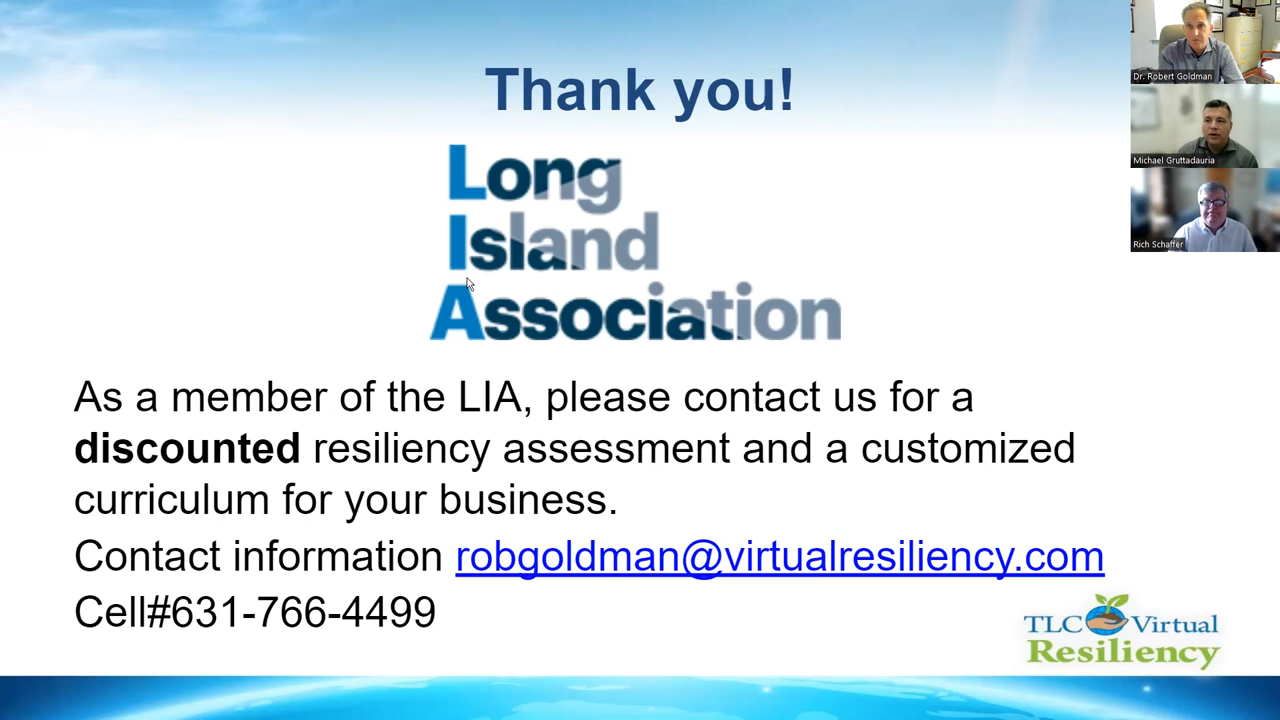 Thank you!
Long
Island
Association
As a member of the LIA, please contact us for a
discounted resiliency assessment and a customized
curriculum for your business.
Contact information robgoldman@virtualresiliency.com
Cell#631-766-4499
TLC Virtual
Resiliency
Dr. Robert Goldman
Michael Gruttadauria
Rich Schaffer